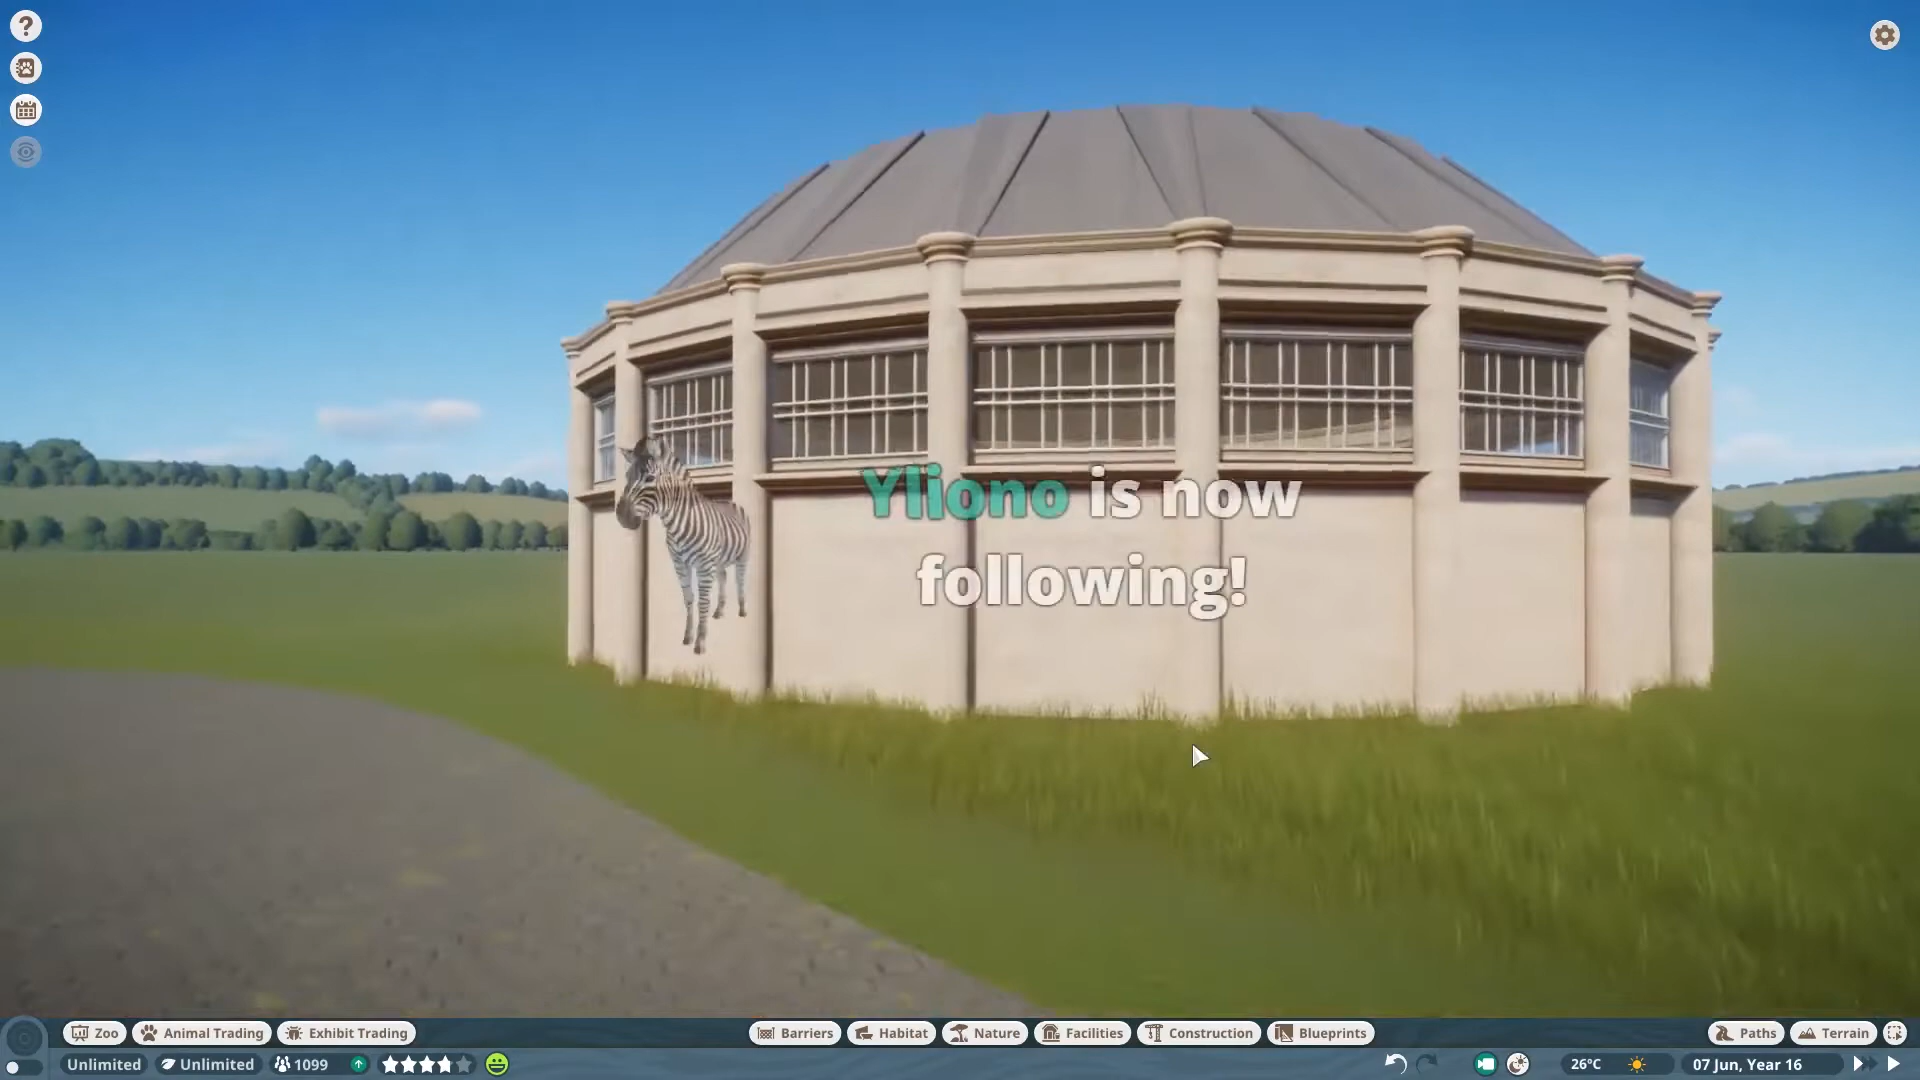 ?
Yliono is now
following!
Zoo Animal Trading Exhibit Trading Barriers Habitat Nature Facilities Construction Blueprints Paths Terrain
Unlimited Unlimited 1099 26°C 07 Jun, Year 16